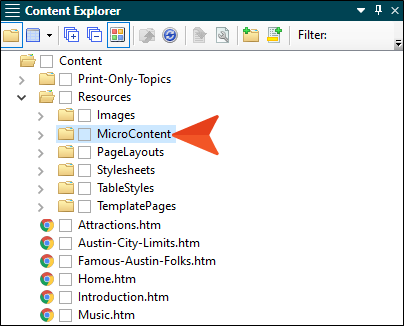 Content Explorer
Filter:
Content
Print-Only-Topics
Resources
Images
MicroContent
PageLayouts
Stylesheets
TableStyles
TemplatePages
Attractions.htm
Austin-City-Limits.htm
Famous-Austin-Folks.htm
Home.htm
Introduction.htm
Music.htm